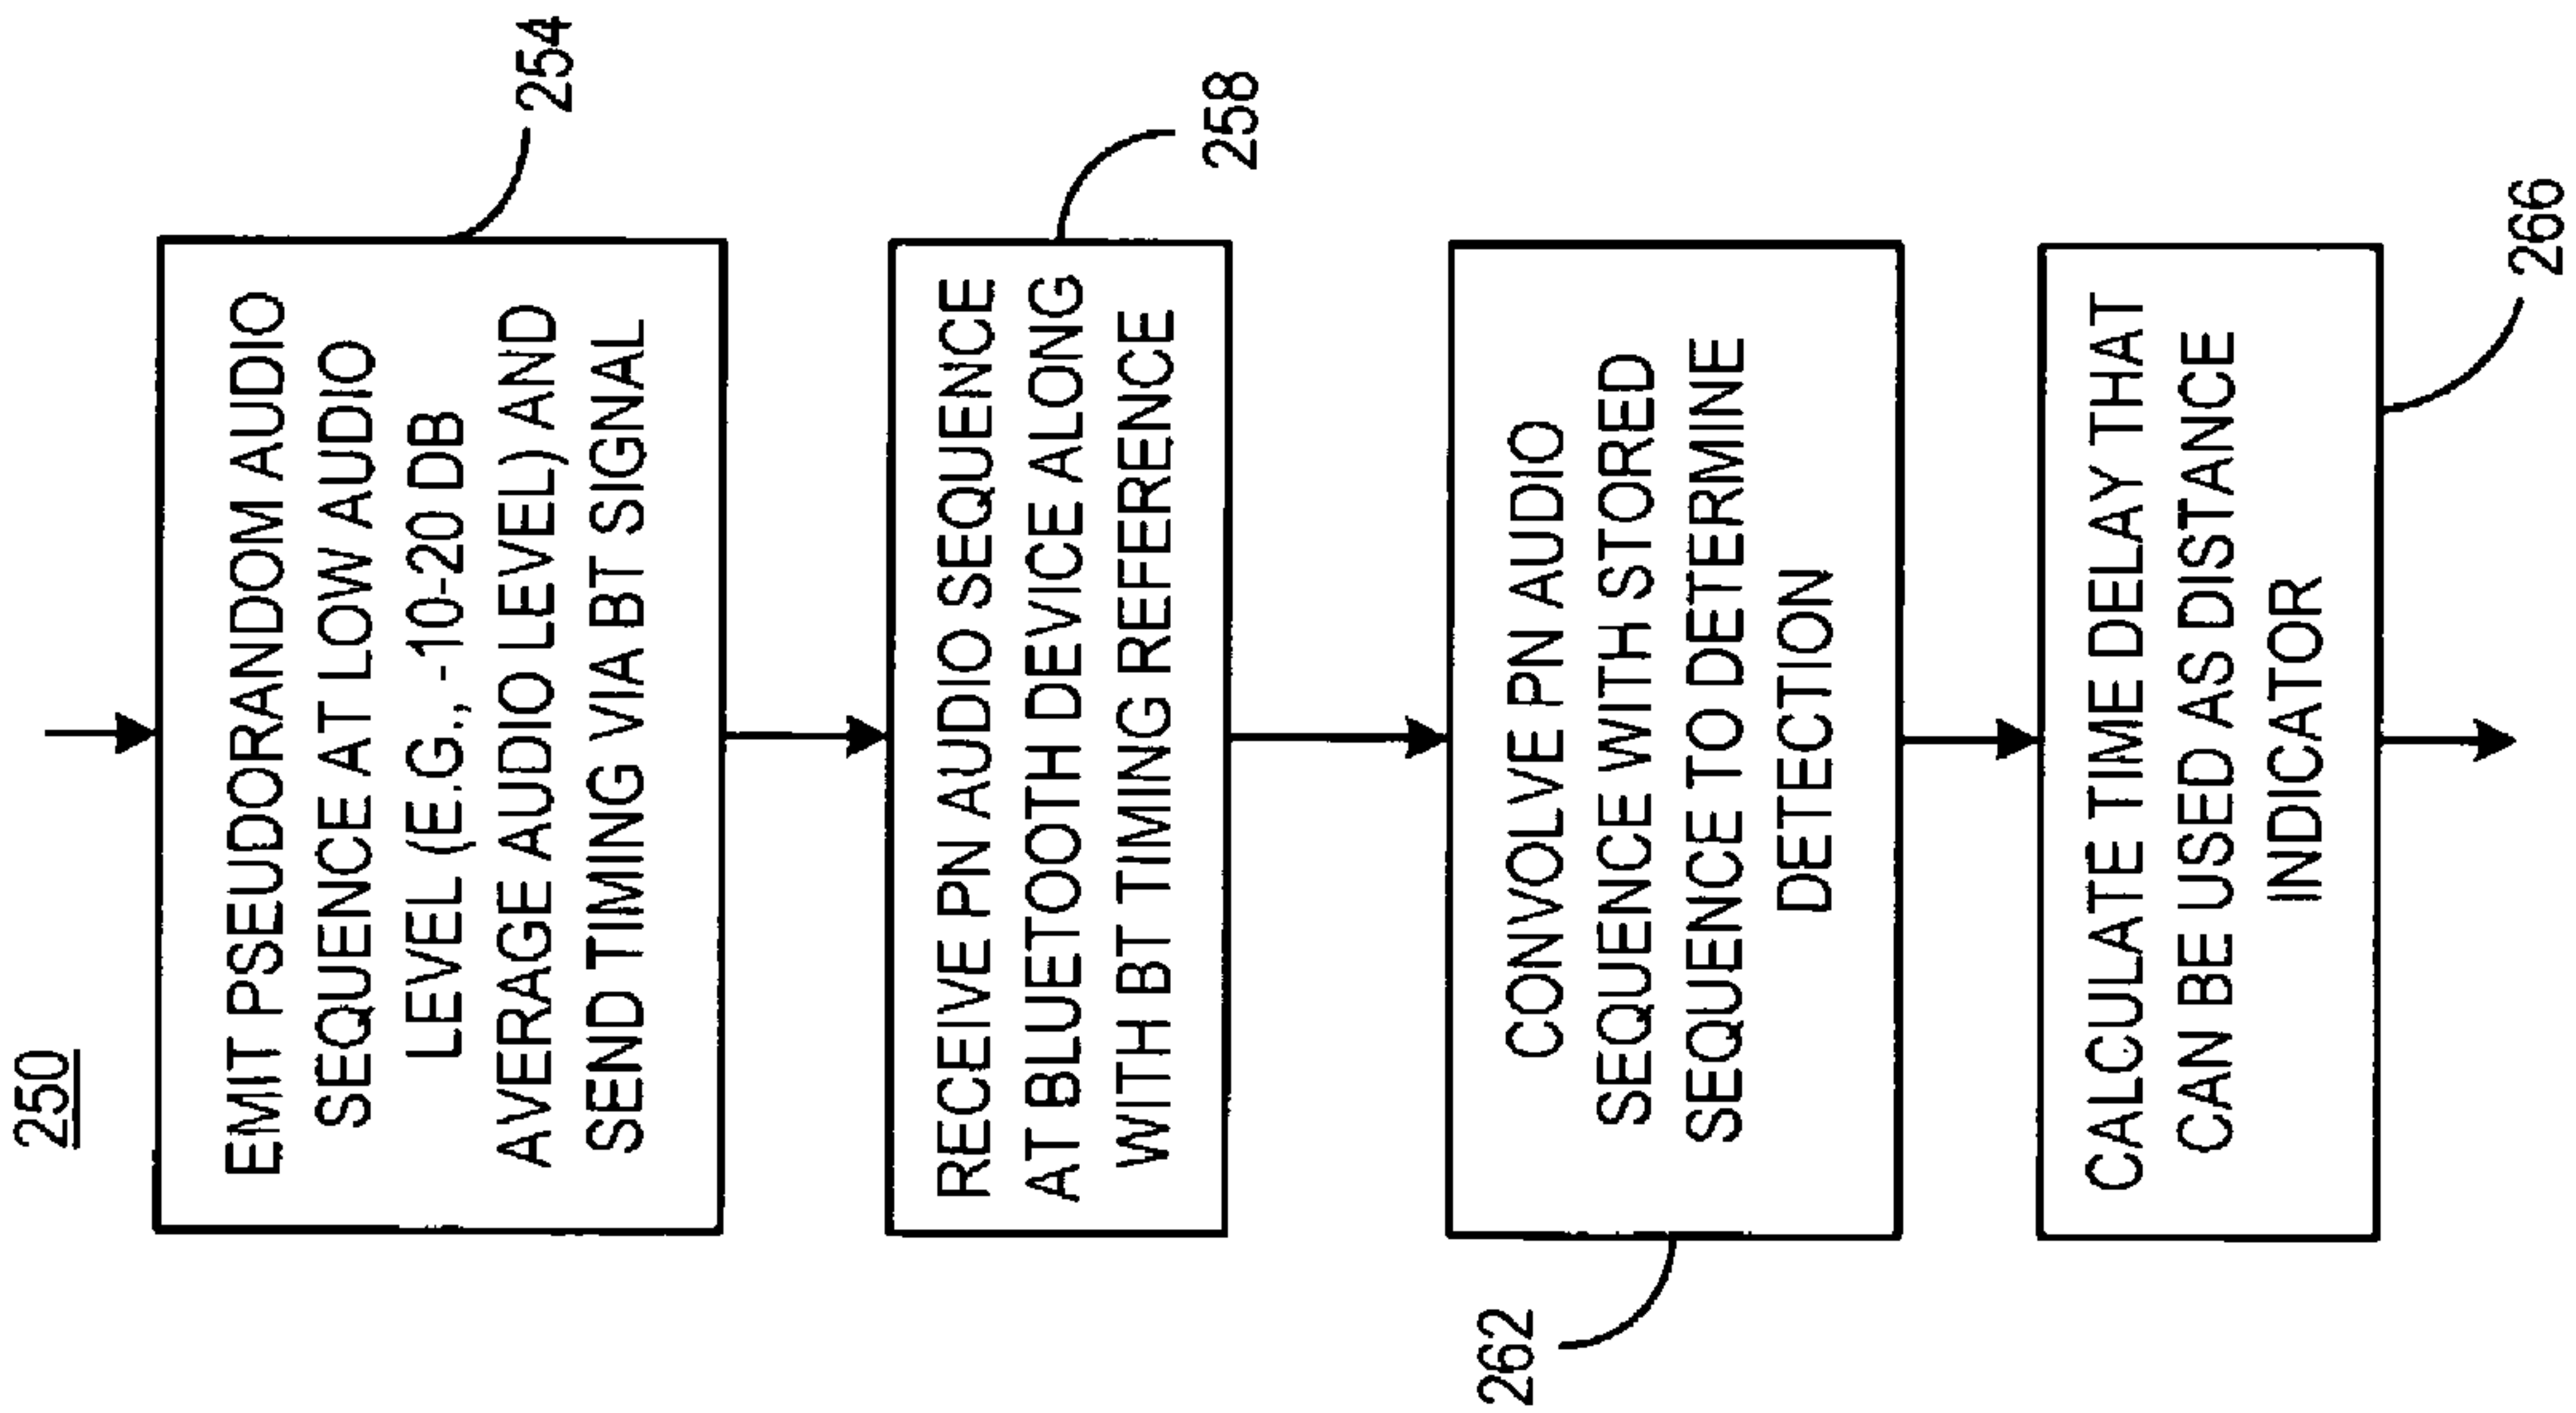 250
EMIT PSEUDORANDOM AUDIO
SEQUENCE AT LOW AUDIO
LEVEL (E.G., -10-20 DB
AVERAGE AUDIO LEVEL) AND
SEND TIMING VIA BT SIGNAL
254
RECEIVE PN AUDIO SEQUENCE
AT BLUETOOTH DEVICE ALONG
WITH BT TIMING REFERENCE
258
CONVOLVE PN AUDIO
SEQUENCE WITH STORED
SEQUENCE TO DETERMINE
DETECTION
262
CALCULATE TIME DELAY THAT
CAN BE USED AS DISTANCE
INDICATOR
266